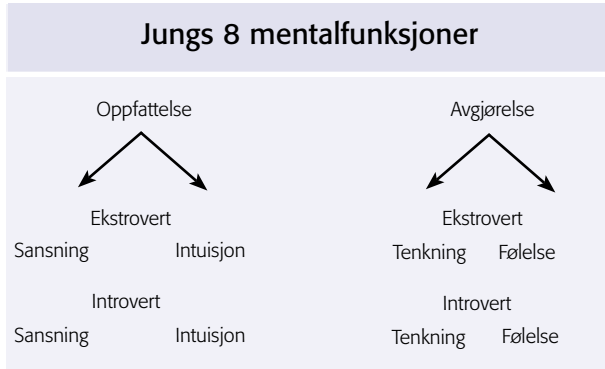 Jungs 8 mentalfunksjoner
Oppfattelse
Ekstrovert
Sansning Intuisjon
Introvert
Sansning Intuisjon
Avgjørelse
Ekstrovert
Tenkning Følelse
Introvert
Tenkning Følelse